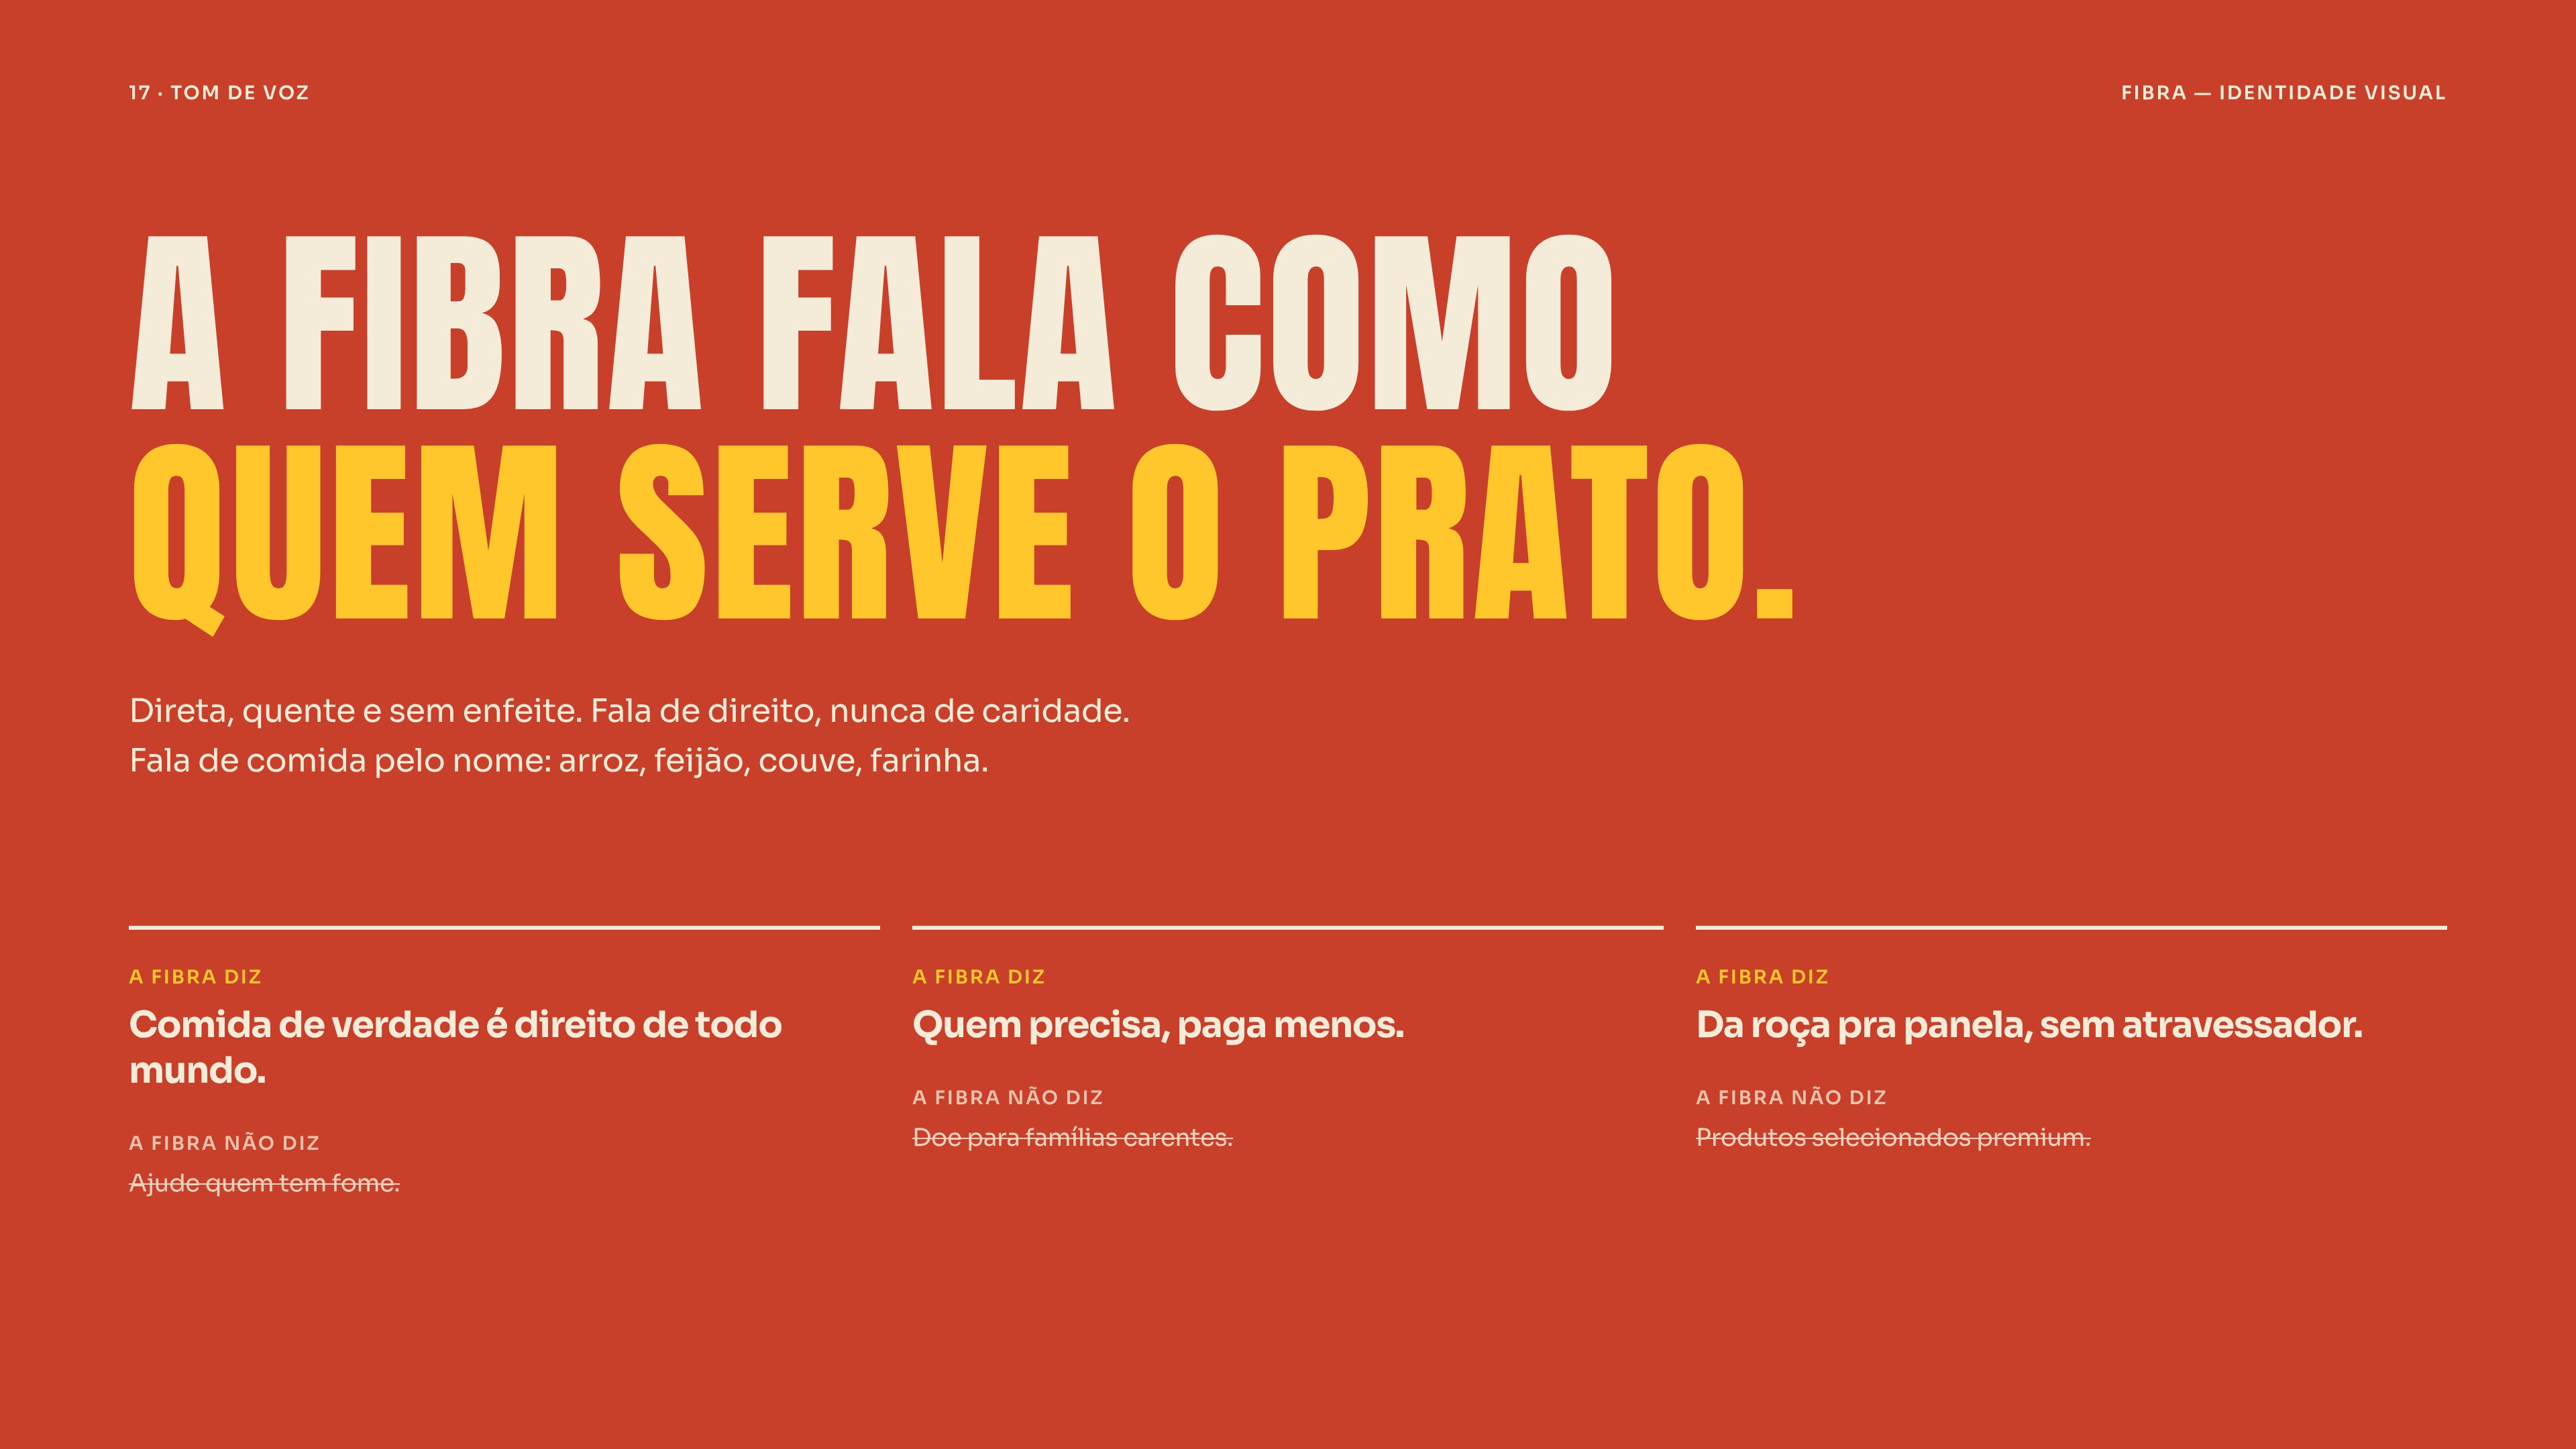 17 · TOM DE VOZ
FIBRA — IDENTIDADE VISUAL
A FIBRA FALA COMO
QUEM SERVE O PRATO.
Direta, quente e sem enfeite. Fala de direito, nunca de caridade.
Fala de comida pelo nome: arroz, feijão, couve, farinha.
A FIBRA DIZ
Comida de verdade é direito de todo
mundo.
A FIBRA NÃO DIZ
Ajude quem tem fome.
A FIBRA DIZ
Quem precisa, paga menos.
A FIBRA NÃO DIZ
Doe para famílias carentes.
A FIBRA DIZ
Da roça pra panela, sem atravessador.
A FIBRA NÃO DIZ
Produtos selecionados premium.